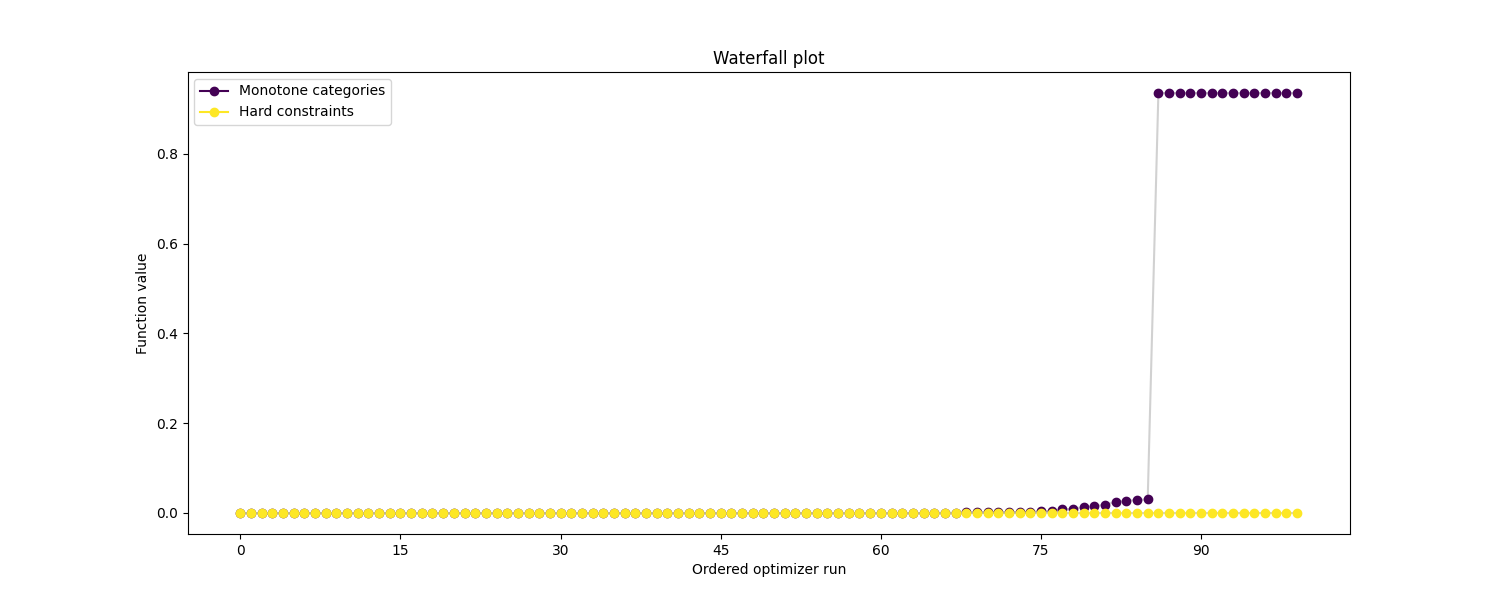 Waterfall plot
Monotone categories
Hard constraints
Function value
0.8
0.6
0.4
0.2
0.0
0 15 30 45 60 75 90
Ordered optimizer run